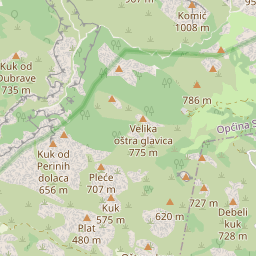 967 m
Komić
1008 m
Kuk od
Dubrave
735 m
786 m
Općina S
Velika
oštra glavica
775 m
Kuk od
Perinih
dolaca
656 m
Pleće
707 m
Kuk
575 m
727 m
Debeli
kuk
728 m
620 m
Plat
480 m